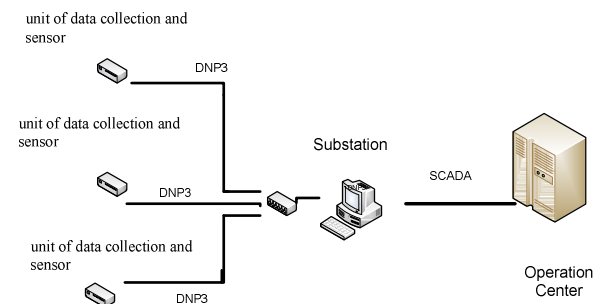 unit of data collection and
sensor
DNP3
unit of data collection and
sensor
Substation
SCADA
DNP3
unit of data collection and
sensor
DNP3
Operation
Center